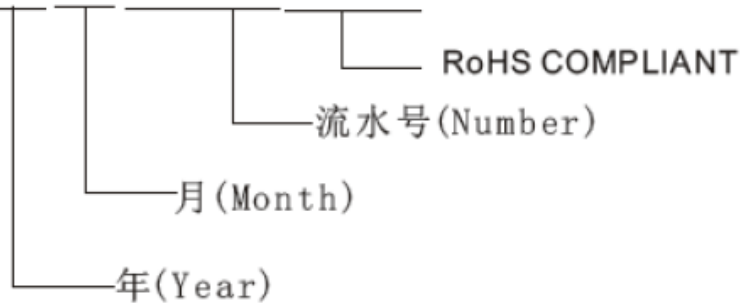 RoHS COMPLIANT
流水号(Number)
月(Month)
年(Year)